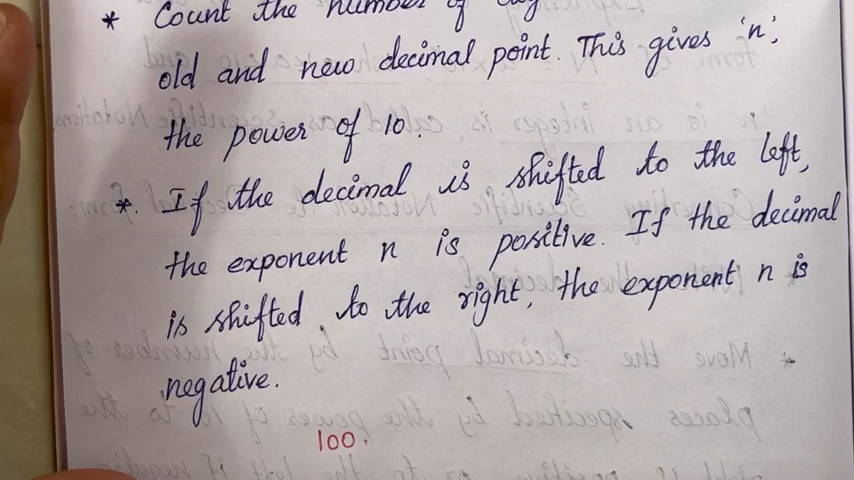 * Count the number of
old and new decimal point. This gives 'n',
the power of 10.
*. If the decimal is shifted to the left,
the exponent n is positive. If the decimal
is shifted to the right, the exponent n is
negative.
100.